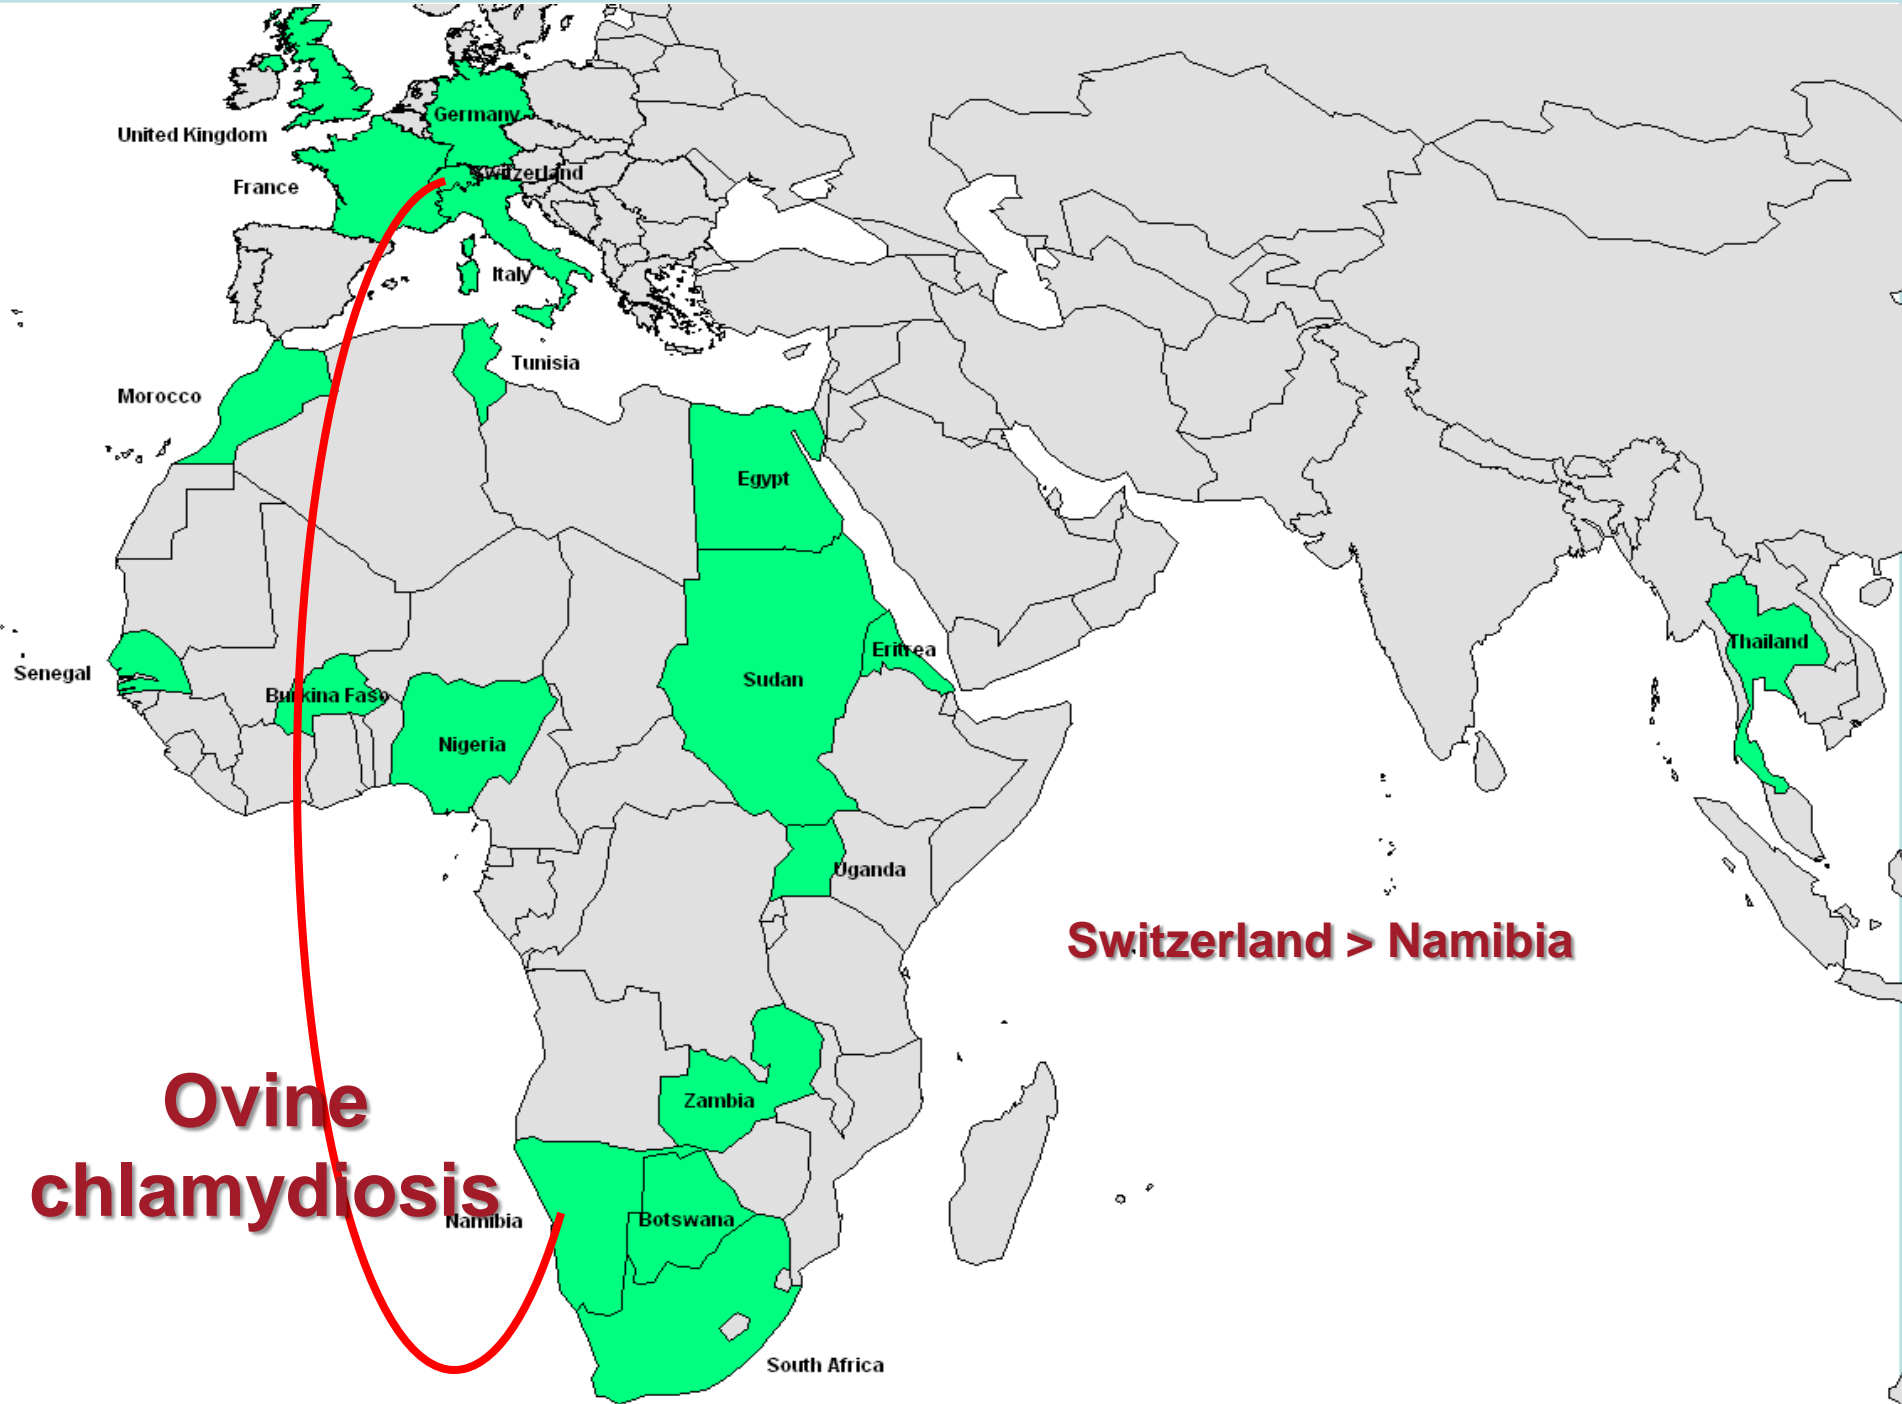 Germany
United Kingdom
Switzerland
France
Italy
Tunisia
Morocco
Egypt
Thailand
Eritrea
Senegal
Sudan
Burkina Faso
Nigeria
Uganda
Switzerland > Namibia
Ovine
chlamydiosis
Zambia
Namibia
Botswana
South Africa